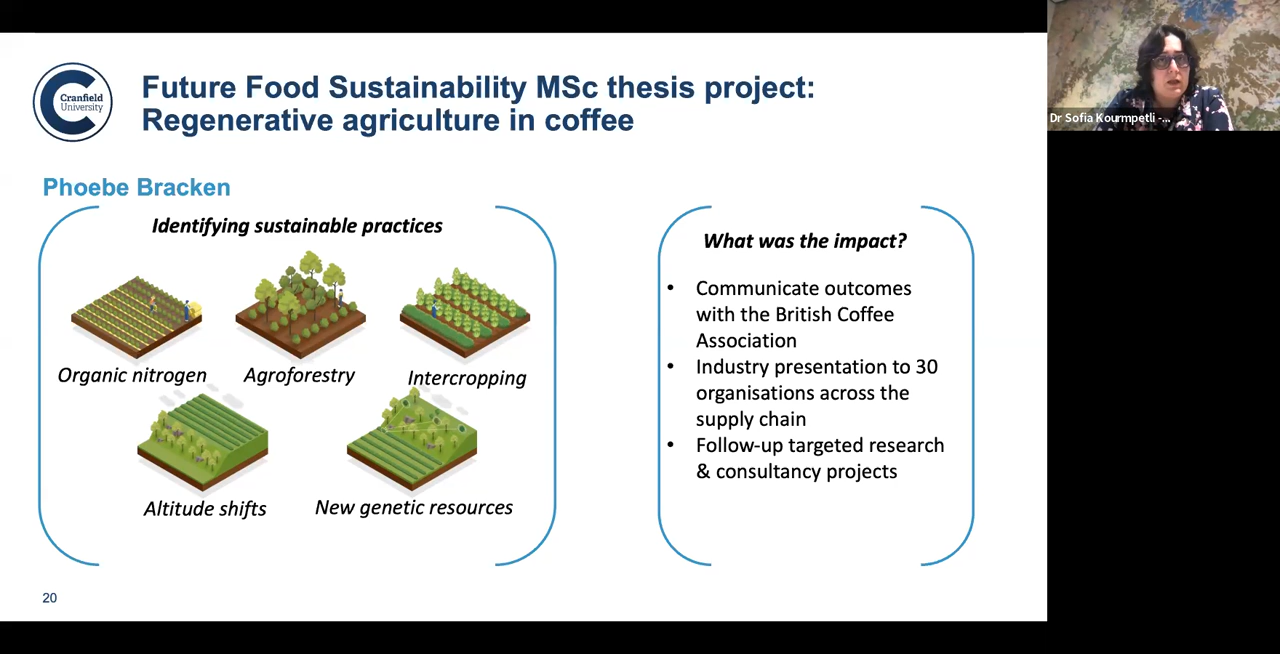 Cranfield
University
Future Food Sustainability MSc thesis project:
Regenerative agriculture in coffee
Phoebe Bracken
Identifying sustainable practices
Organic nitrogen
Agroforestry
Intercropping
Altitude shifts
New genetic resources
What was the impact?
• Communicate outcomes
with the British Coffee
Association
• Industry presentation to 30
organisations across the
supply chain
• Follow-up targeted research
& consultancy projects
20
Dr Sofia Kourmpetli -...